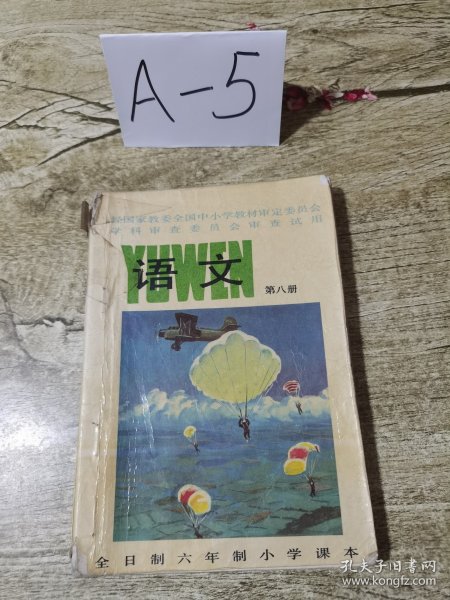 A-5
经国家教委全国中小学教材审定委员会
学科审查委员会审查试用
YUWEN
语文
第八册
全日制六年制小学课本
孔夫子旧书网
www.kongfz.com